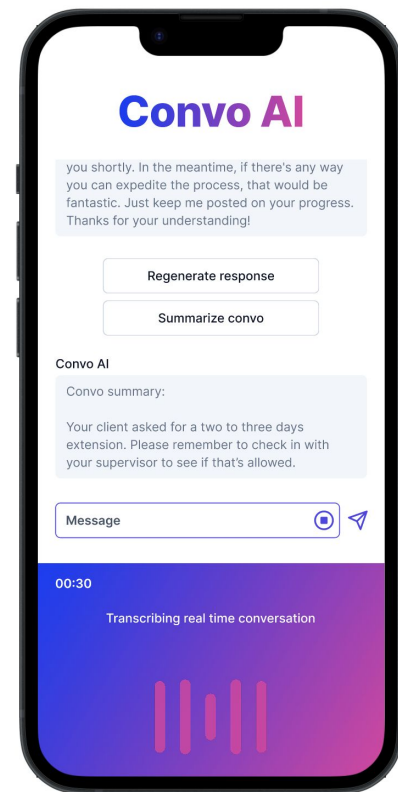 Convo AI
you shortly. In the meantime, if there's any way
you can expedite the process, that would be
fantastic. Just keep me posted on your progress.
Thanks for your understanding!
Regenerate response
Summarize convo
Convo AI
Convo summary:
Your client asked for a two to three days
extension. Please remember to check in with
your supervisor to see if that’s allowed.
Message
00:30
Transcribing real time conversation